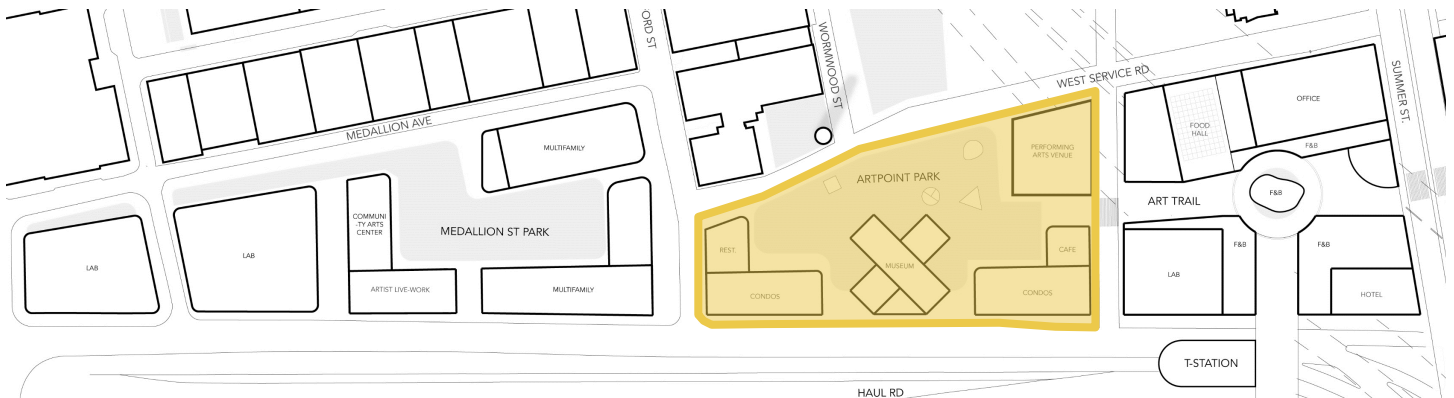 FORD ST
WORMWOOD ST
WEST SERVICE RD
SUMMER ST.
MEDALLION AVE
OFFICE
FOOD
HALL
F&B
MULTIFAMILY
PERFORMING
ARTS VENUE
ARTPOINT PARK
F&B
ART TRAIL
COMMUNI
-TY ARTS
CENTER
MEDALLION ST PARK
REST.
CAFE
F&B
F&B
LAB
LAB
MUSEUM
LAB
ARTIST LIVE-WORK
MULTIFAMILY
CONDOS
CONDOS
HOTEL
T-STATION
HAUL RD